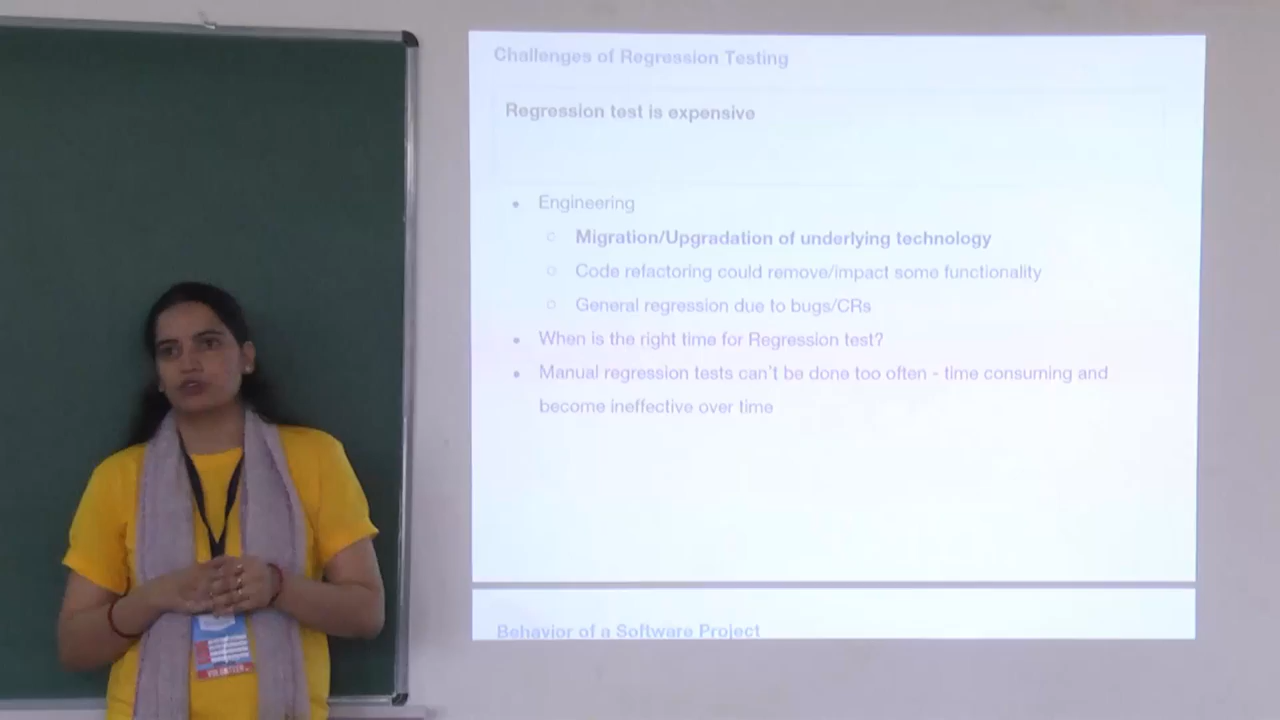 Challenges of Regression Testing
Regression test is expensive
• Engineering
○ Migration/Upgradation of underlying technology
○ Code refactoring could remove/impact some functionality
○ General regression due to bugs/CRs
• When is the right time for Regression test?
• Manual regression tests can't be done too often - time consuming and
become ineffective over time
Behavior of a Software Project
VOLUNTEER